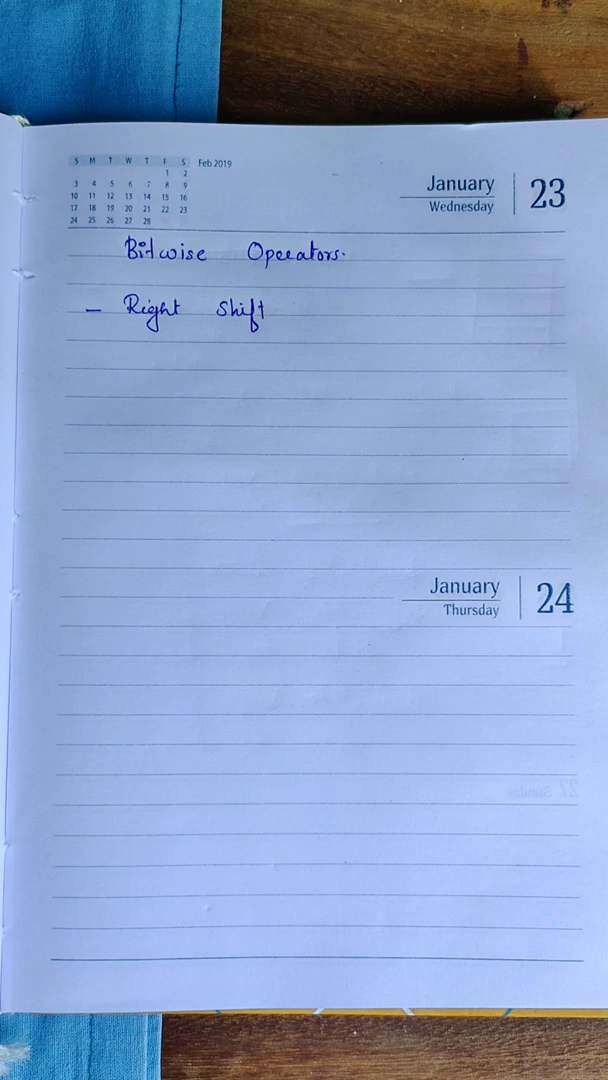 S M T W T F S Feb 2019
1 2
3 4 5 6 7 8 9
10 11 12 13 14 15 16
17 18 19 20 21 22 23
24 25 26 27 28
January 23
Wednesday
Bitwise Operators.
- Right Shift
January 24
Thursday